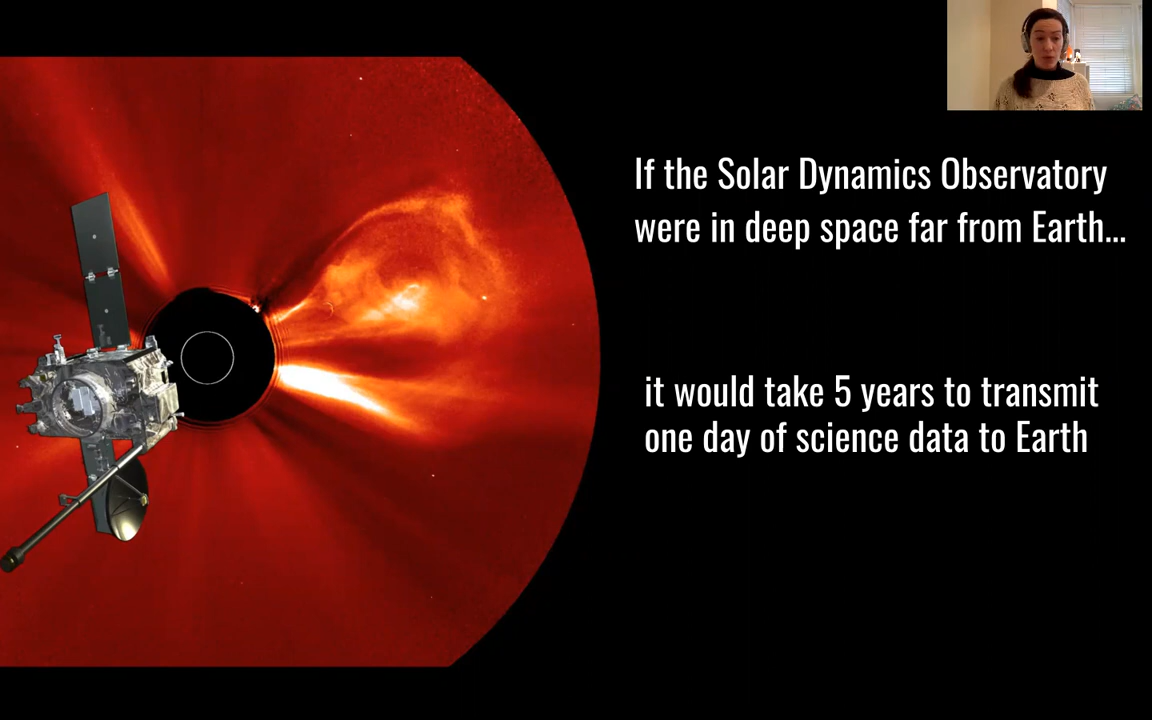 If the Solar Dynamics Observatory
were in deep space far from Earth...
it would take 5 years to transmit
one day of science data to Earth